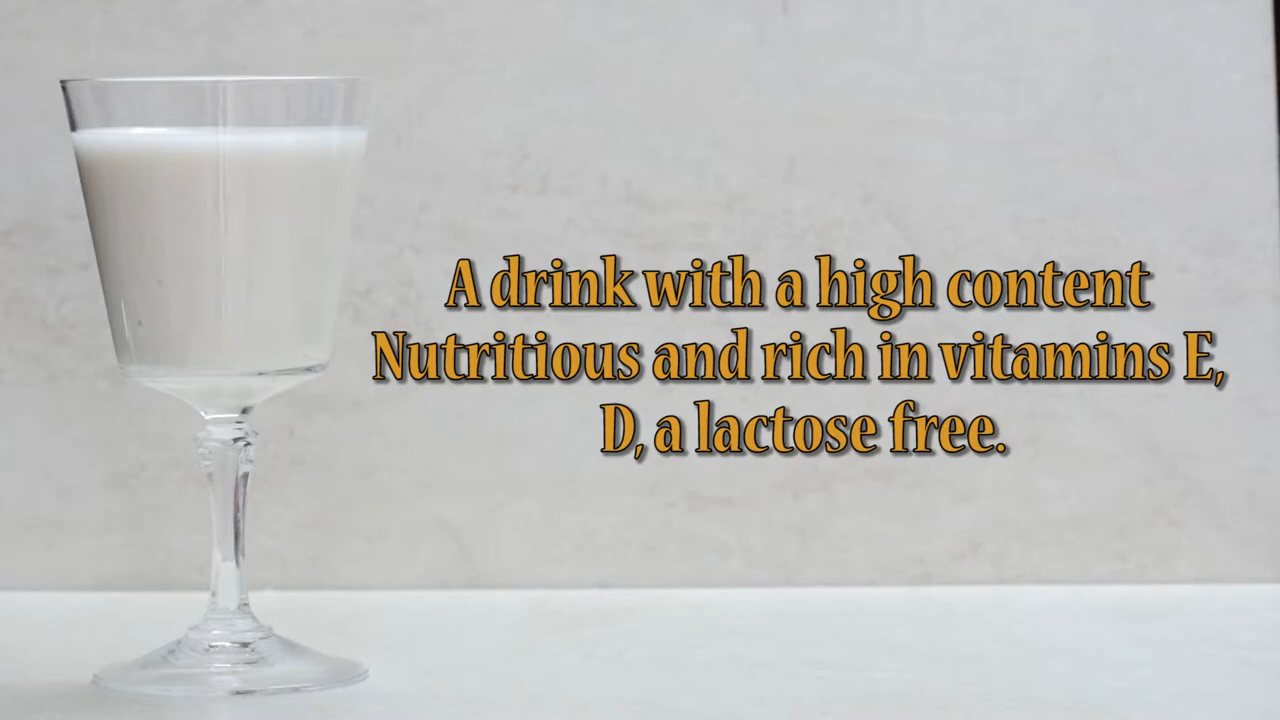 A drink with a high content
Nutritious and rich in vitamins E,
D, a lactose free.